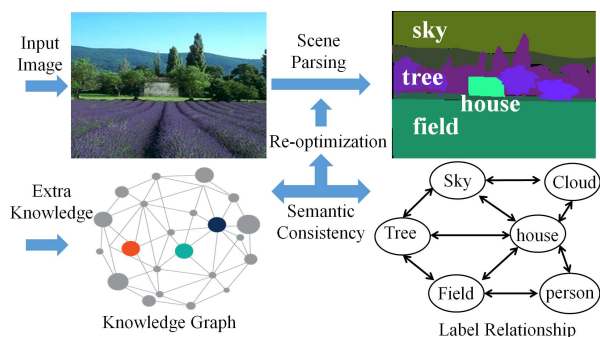 Input
Image
Scene
Parsing
sky
tree
house
field
Re-optimization
Extra
Knowledge
Semantic
Consistency
Knowledge Graph
Sky
Cloud
Tree
house
Field
person
Label Relationship